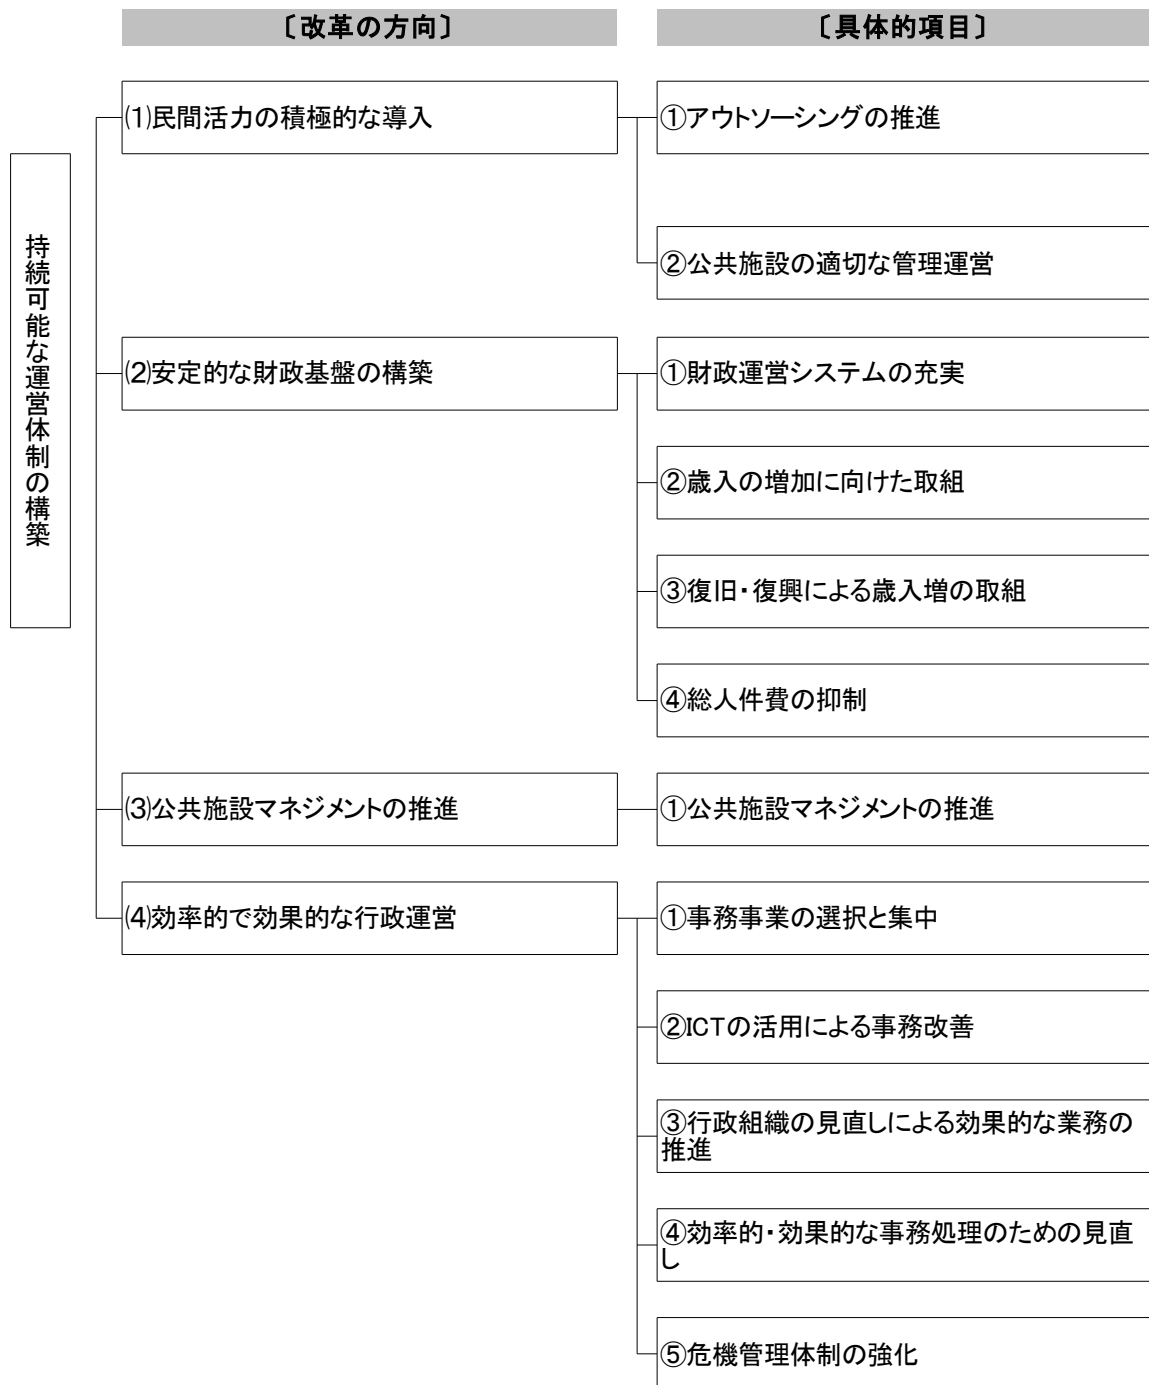 〔改革の方向〕
〔具体的項目〕
持続可能な運営体制の構築
⑴民間活力の積極的な導入
①アウトソーシングの推進
②公共施設の適切な管理運営
⑵安定的な財政基盤の構築
①財政運営システムの充実
②歳入の増加に向けた取組
③復旧・復興による歳入増の取組
④総人件費の抑制
⑶公共施設マネジメントの推進
①公共施設マネジメントの推進
⑷効率的で効果的な行政運営
①事務事業の選択と集中
②ICTの活用による事務改善
③行政組織の見直しによる効果的な業務の
推進
④効率的・効果的な事務処理のための見直
し
⑤危機管理体制の強化